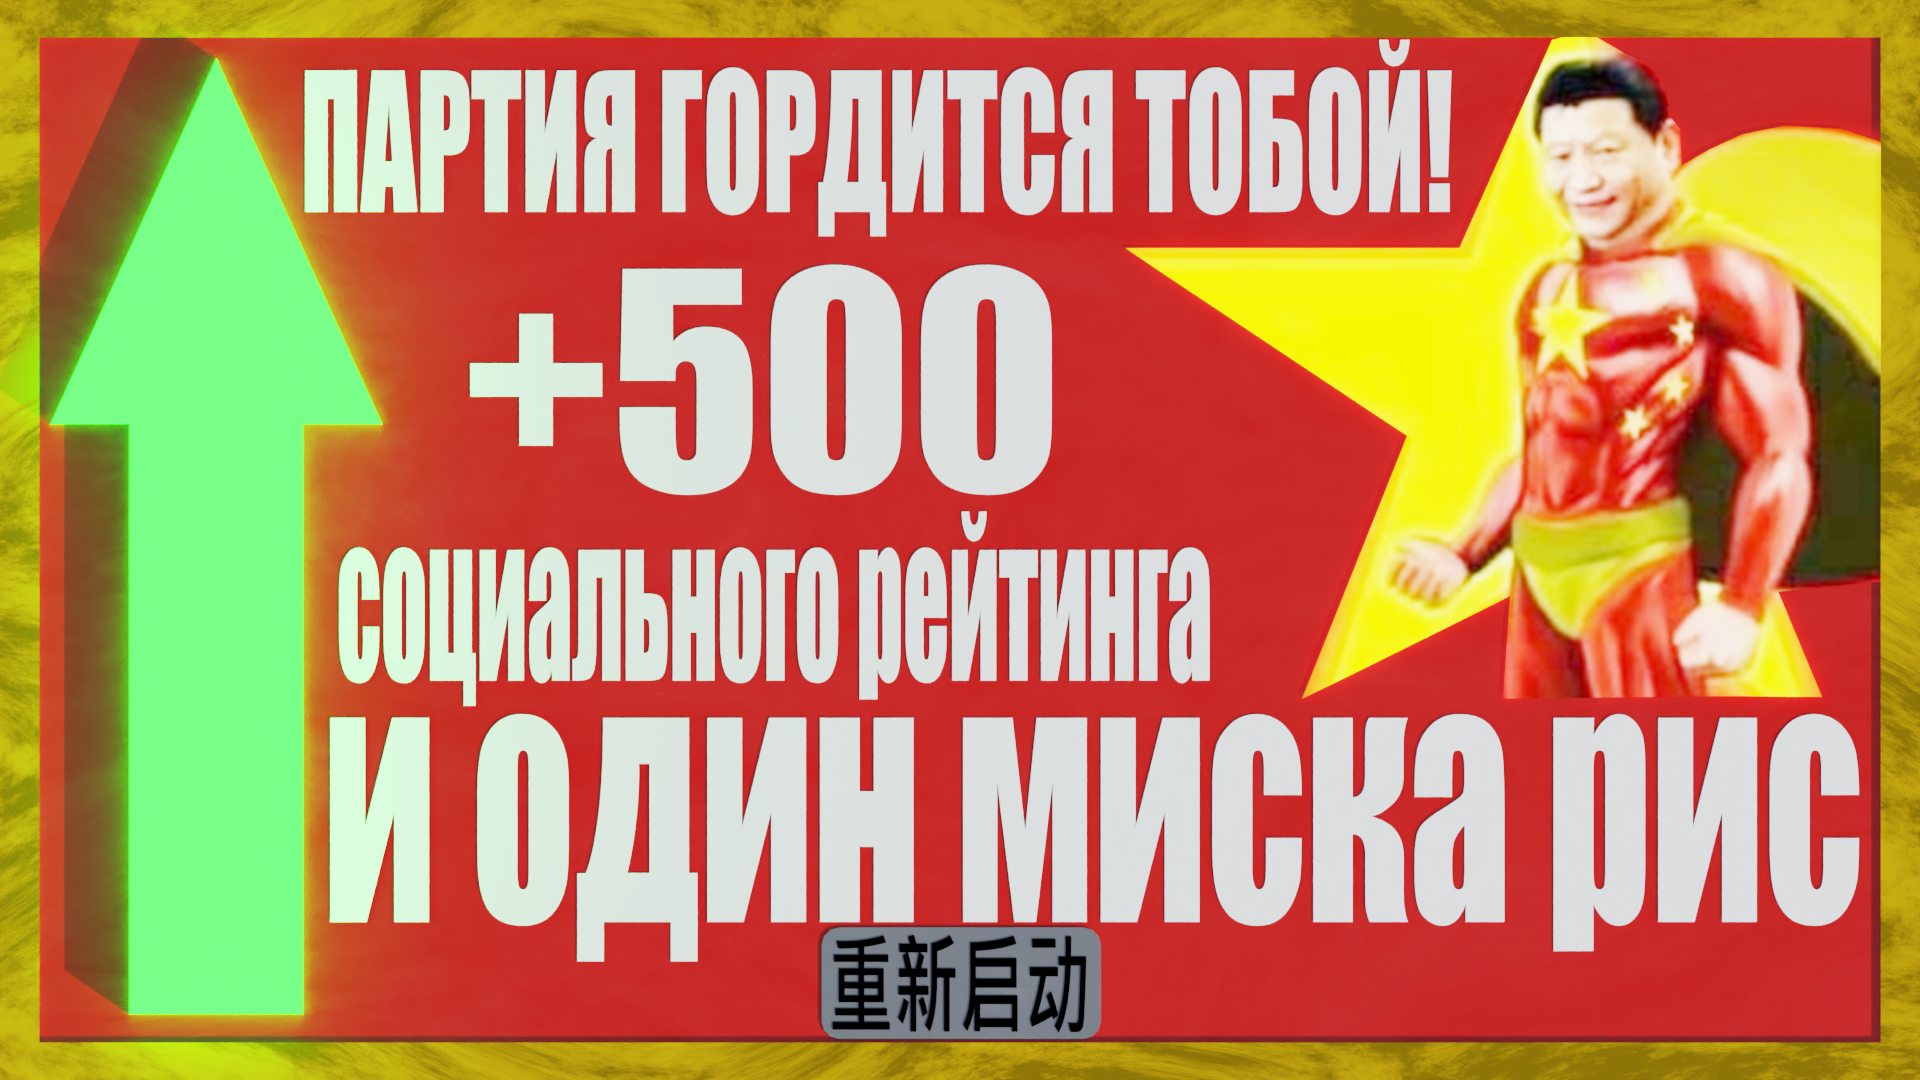 ПАРТИЯ ГОРДИТСЯ ТОБОЙ!
+500
социального рейтинга
и один миска рис
重新启动